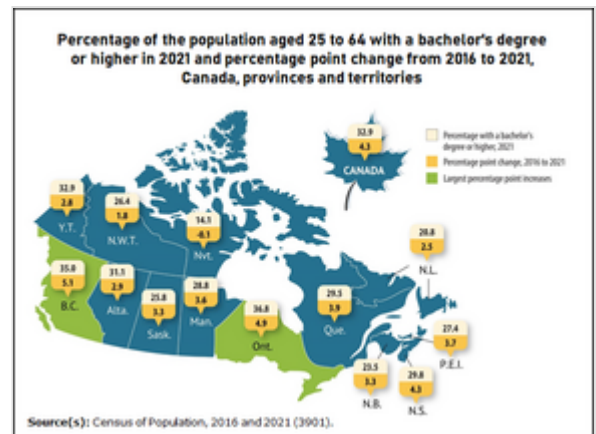 Percentage of the population aged 25 to 64 with a bachelor's degree
or higher in 2021 and percentage point change from 2016 to 2021,
Canada, provinces and territories
32.9
4.3
CANADA
Percentage with a bachelor's
degree or higher, 2021
Percentage point change, 2016 to 2021
Largest percentage point increases
32.9
2.8
Y.T.
26.4
1.8
N.W.T.
14.1
-0.1
Nvt.
20.8
2.5
N.L.
35.0
5.1
B.C.
31.1
2.9
Alta.
25.8
3.3
Sask.
28.8
3.6
Man.
36.8
4.9
Ont.
29.5
3.9
Que.
27.4
3.7
P.E.I.
23.5
3.3
N.B.
29.8
4.3
N.S.
Source(s): Census of Population, 2016 and 2021 (3901).